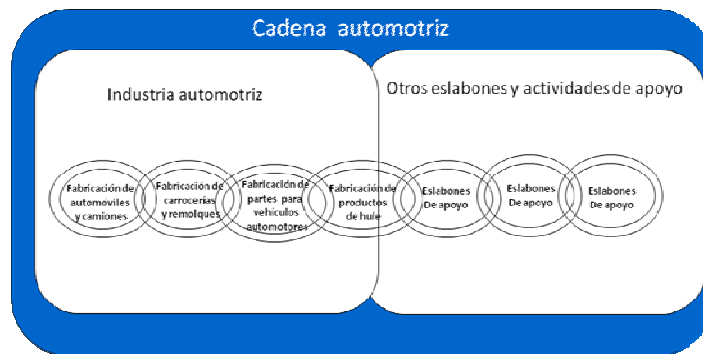 Cadena automotriz
Industria automotriz
Otros eslabones y actividades de apoyo
Fabricación de
automóviles
y camiones
Fabricación de
carrocerías
y remolques
Fabricación de
partes para
vehículos
automotores
Fabricación de
productos
de hule
Eslabones
De apoyo
Eslabones
De apoyo
Eslabones
De apoyo